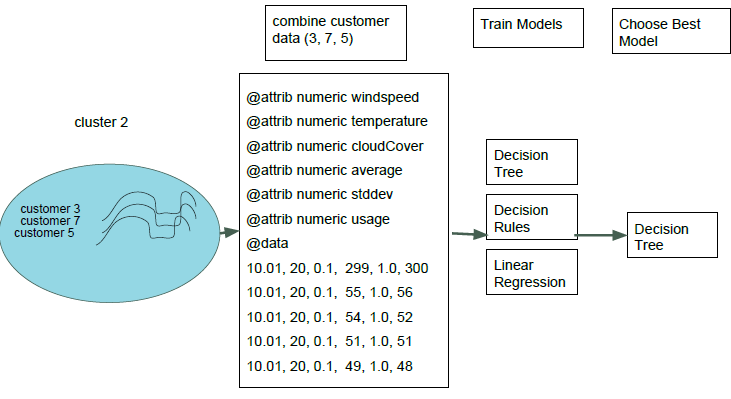 combine customer
data (3, 7, 5)
Train Models
Choose Best
Model
cluster 2
customer 3
customer 7
customer 5
@attrib numeric windspeed
@attrib numeric temperature
@attrib numeric cloudCover
@attrib numeric average
@attrib numeric stddev
@attrib numeric usage
@data
10.01, 20, 0.1, 299, 1.0, 300
10.01, 20, 0.1, 55, 1.0, 56
10.01, 20, 0.1, 54, 1.0, 52
10.01, 20, 0.1, 51, 1.0, 51
10.01, 20, 0.1, 49, 1.0, 48
Decision
Tree
Decision
Rules
Linear
Regression
Decision
Tree